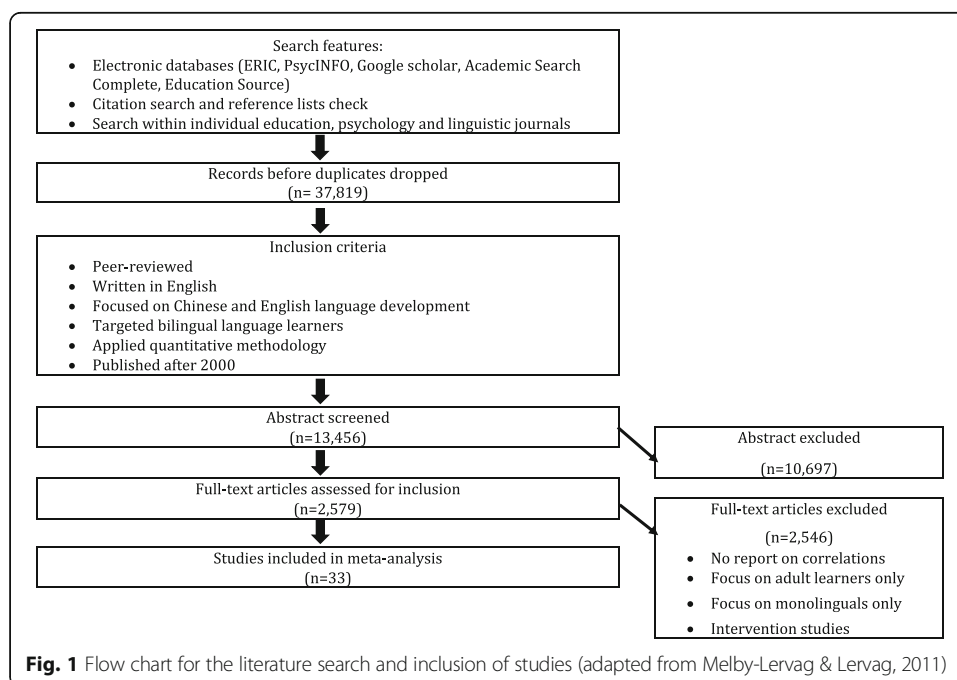 Search features:
• Electronic databases (ERIC, PsycINFO, Google scholar, Academic Search
Complete, Education Source)
• Citation search and reference lists check
• Search within individual education, psychology and linguistic journals
Records before duplicates dropped
(n= 37,819)
Inclusion criteria
• Peer-reviewed
• Written in English
• Focused on Chinese and English language development
• Targeted bilingual language learners
• Applied quantitative methodology
• Published after 2000
Abstract screened
(n=13,456)
Abstract excluded
(n=10,697)
Full-text articles assessed for inclusion
(n=2,579)
Full-text articles excluded
(n=2,546)
• No report on correlations
• Focus on adult learners only
• Focus on monolinguals only
• Intervention studies
Studies included in meta-analysis
(n=33)
Fig. 1 Flow chart for the literature search and inclusion of studies (adapted from Melby-Lervag & Lervag, 2011)